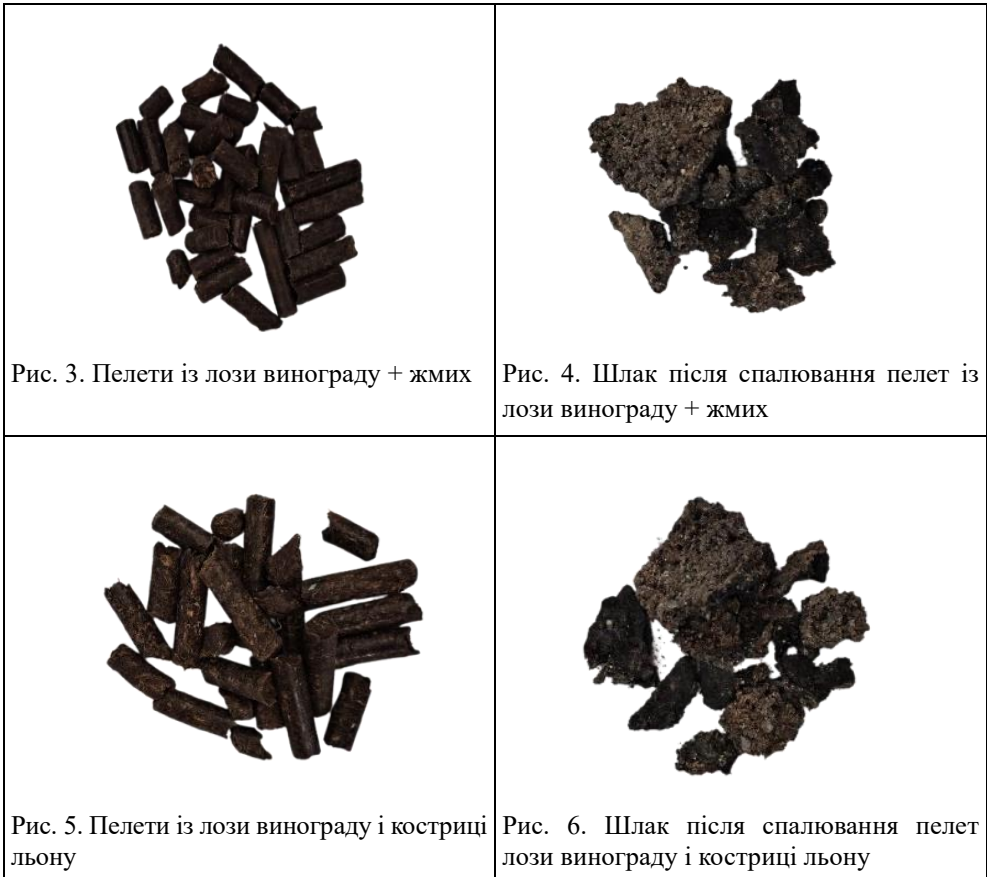 Рис. 3. Пелети із лози винограду + жмих
Рис. 4. Шлак після спалювання пелет із
лози винограду + жмих
Рис. 5. Пелети із лози винограду і костриці
льону
Рис. 6. Шлак після спалювання пелет
лози винограду і костриці льону